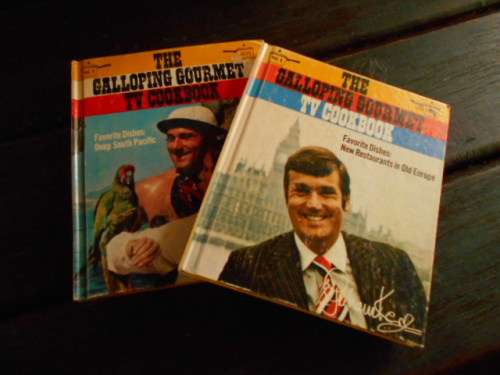 THE
GALLOPING GOURMET
TV COOKBOOK
Favorite Dishes:
Deep South Pacific
THE
GALLOPING GOURMET
TV COOKBOOK
Favorite Dishes:
New Restaurants in Old Europe